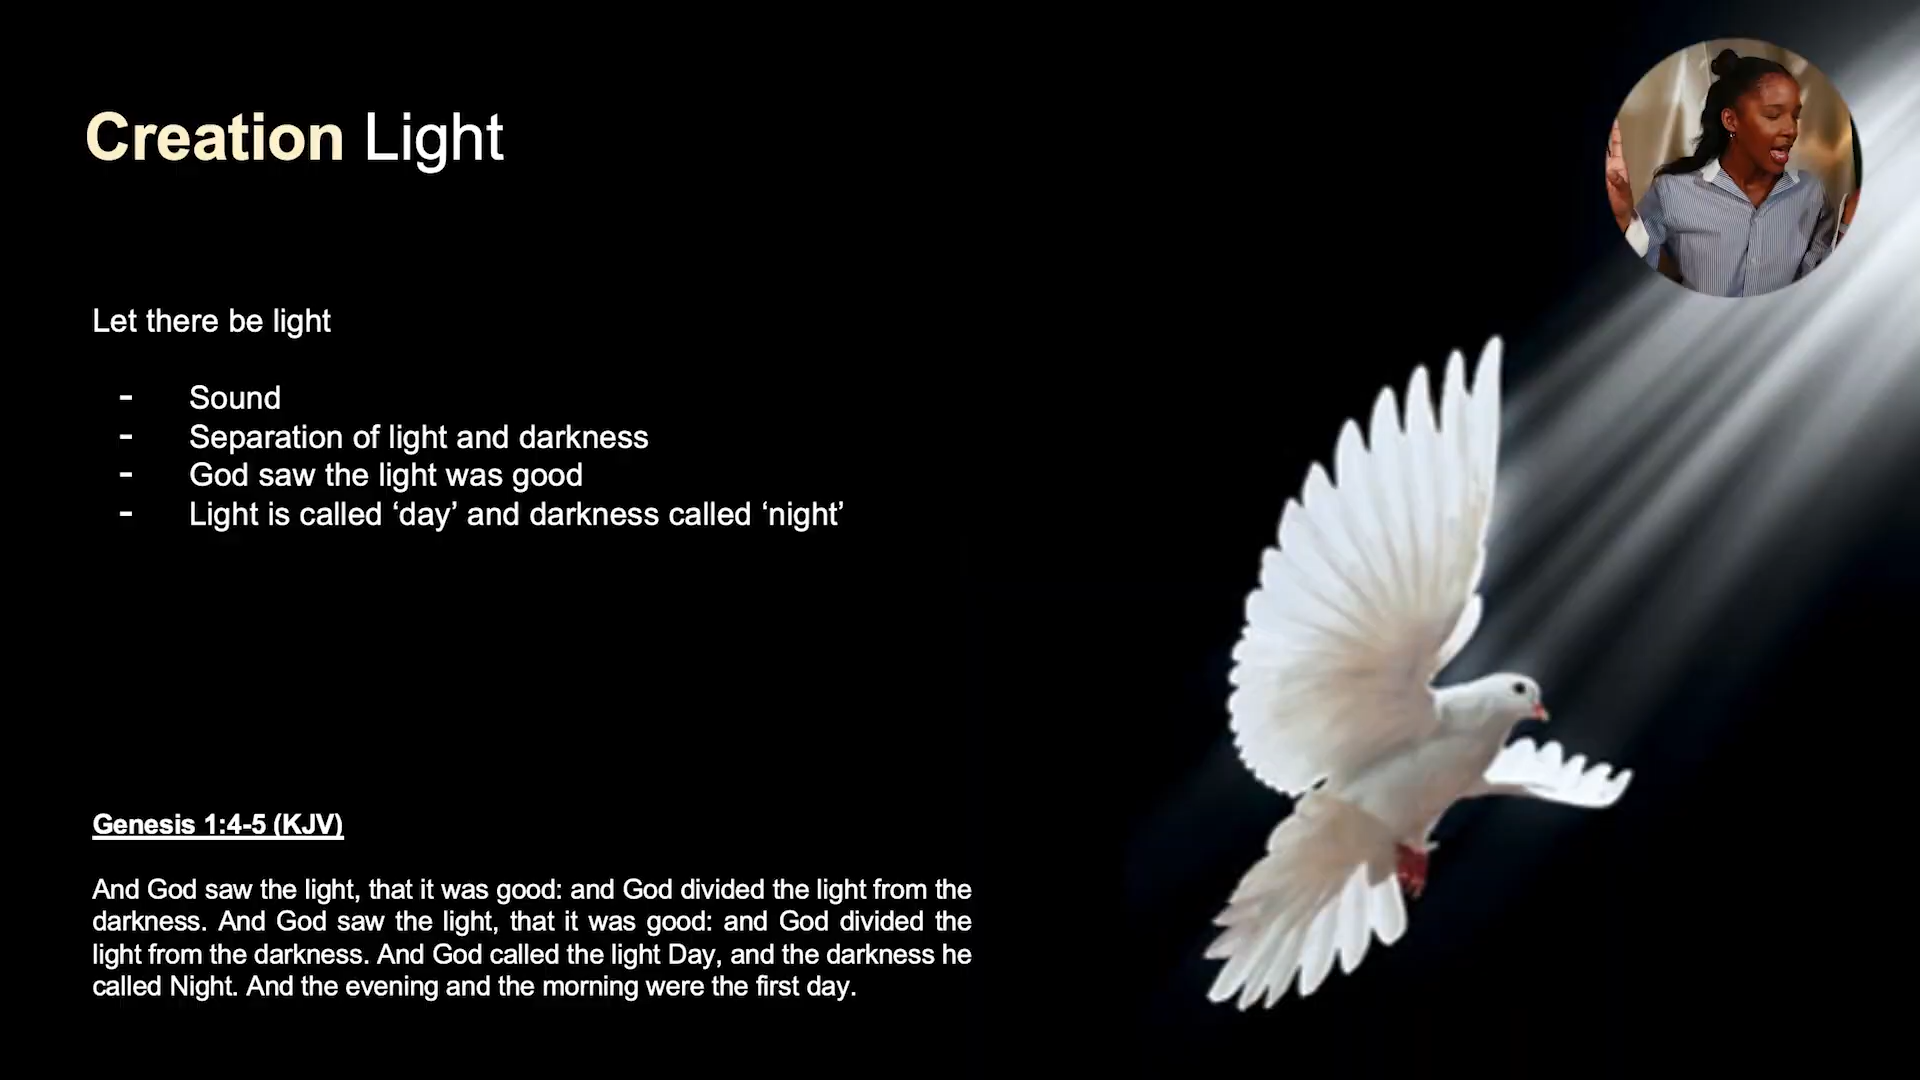 Creation Light
Let there be light
- Sound
- Separation of light and darkness
- God saw the light was good
- Light is called ‘day’ and darkness called ‘night’
Genesis 1:4-5 (KJV)
And God saw the light, that it was good: and God divided the light from the
darkness. And God saw the light, that it was good: and God divided the
light from the darkness. And God called the light Day, and the darkness he
called Night. And the evening and the morning were the first day.